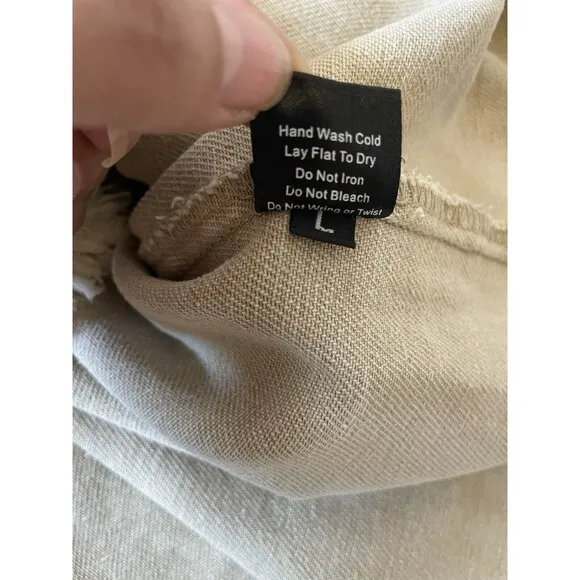 Hand Wash Cold
Lay Flat To Dry
Do Not Iron
Do Not Bleach
Do Not Wring or Twist
L